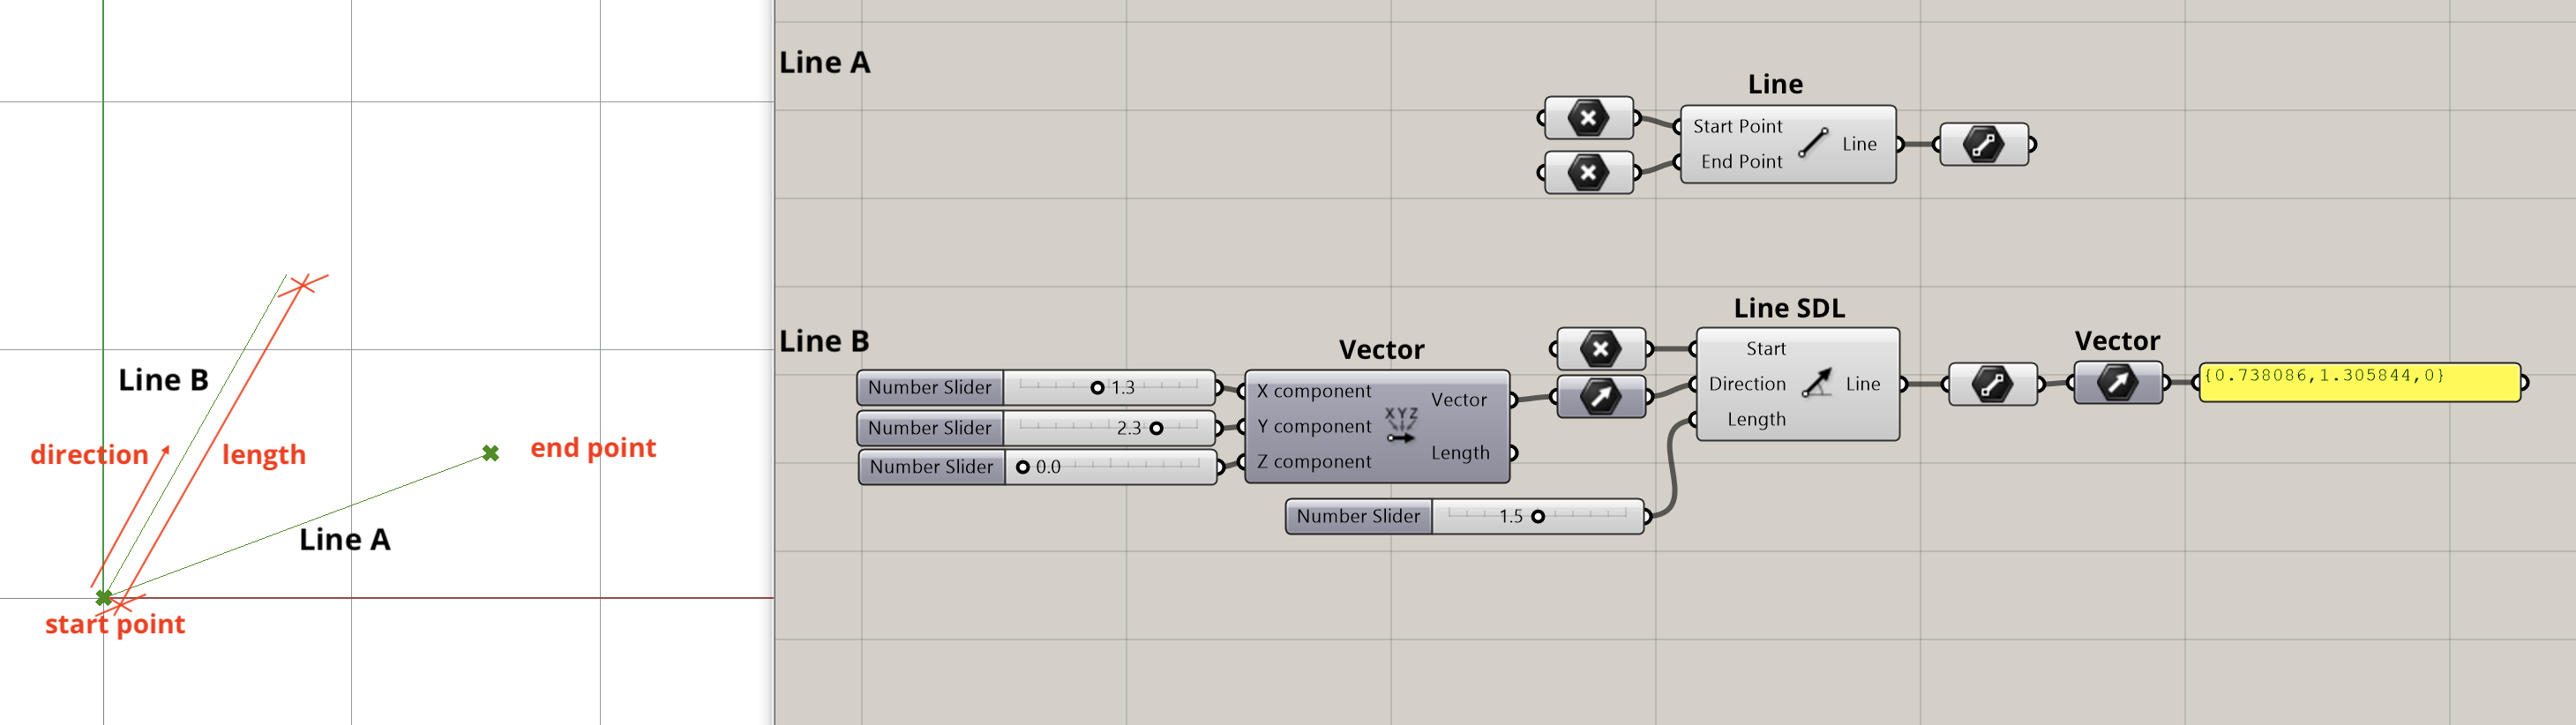 Line B
direction
length
end point
Line A
start point
Line A
Line
Start Point
End Point
Line
Line B
Number Slider 1.3
Number Slider 2.3
Number Slider 0.0
Vector
X component
Y component
Z component
XYZ
Vector
Length
Number Slider 1.5
Line SDL
Start
Direction
Length
Line
Vector
{0.738086,1.305844,0}